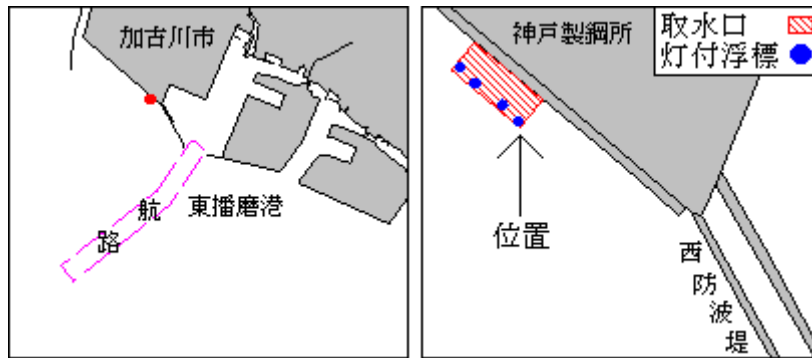 加古川市
東播磨港
航
路
神戸製鋼所
取水口
灯付浮標
位置
西
防
波
堤